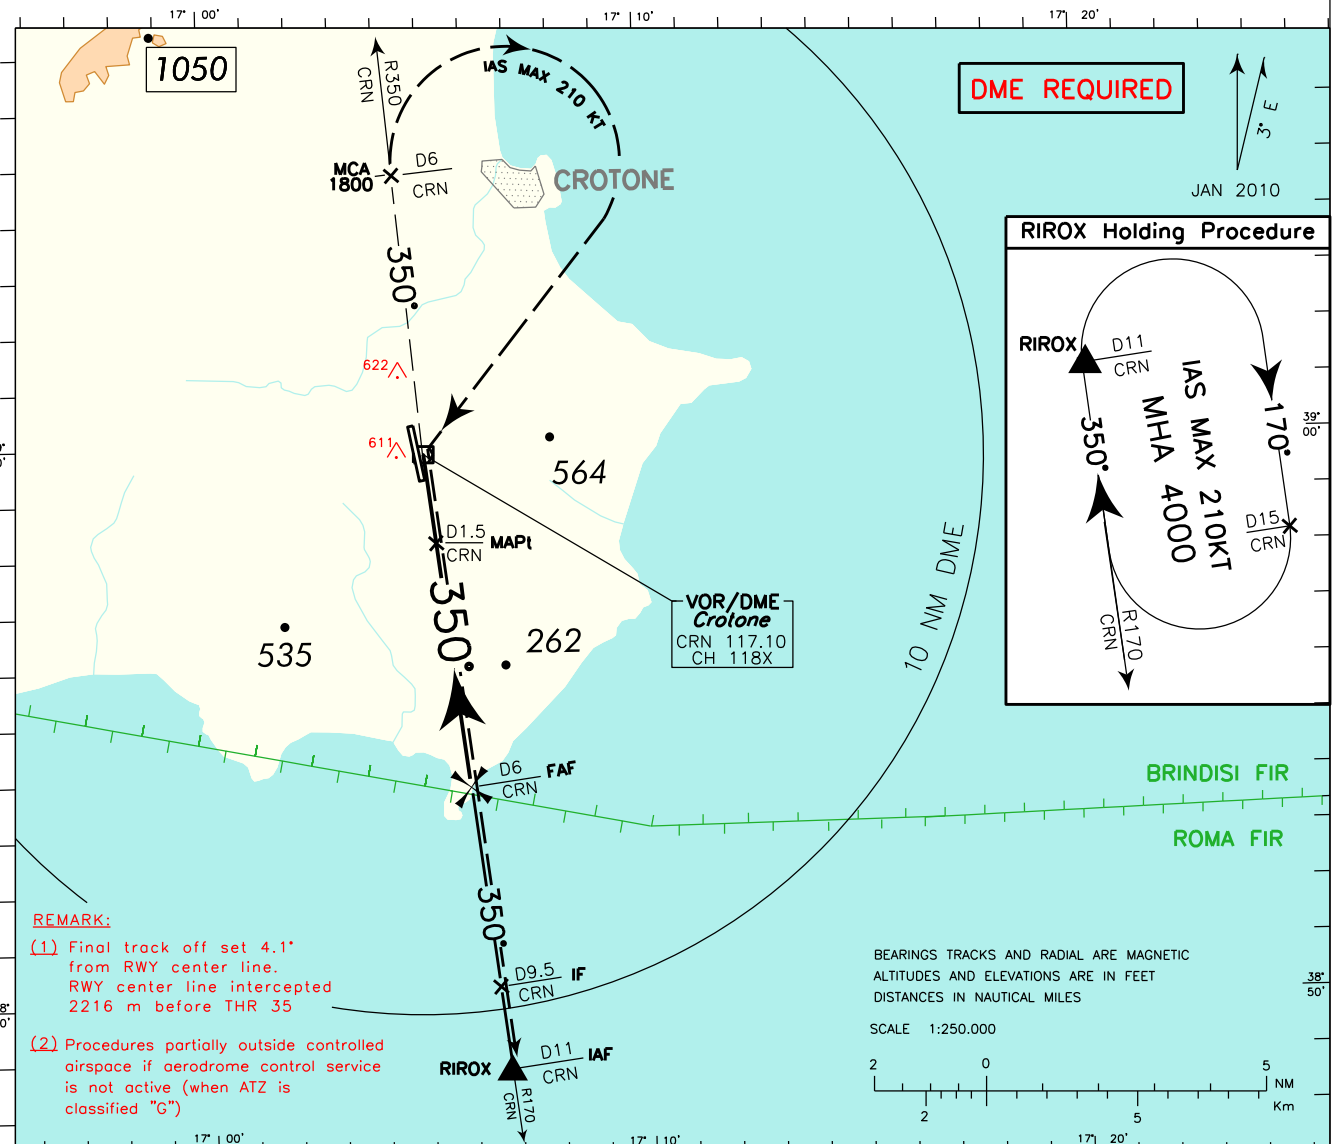 17° 00'
17° 10'
17° 20'
1050
R350
CRN
IAS MAX 210 KT
DME REQUIRED
3° E
JAN 2010
MCA
1800
D6
CRN
CROTONE
350°
622
611
564
D1.5
CRN
MAPt
350°
535
262
VOR/DME
Crotone
CRN 117.10
CH 118X
10 NM DME
RIROX Holding Procedure
RIROX
D11
CRN
IAS MAX 210KT
MHA 4000
350°
170°
D15
CRN
R170
CRN
39°
00'
D6
CRN
FAF
BRINDISI FIR
ROMA FIR
350°
D9.5
CRN
IF
RIROX
D11
CRN
IAF
R170
CRN
REMARK:
(1) Final track off set 4.1°
from RWY center line.
RWY center line intercepted
2216 m before THR 35
(2) Procedures partially outside controlled
airspace if aerodrome control service
is not active (when ATZ is
classified "G")
BEARINGS TRACKS AND RADIAL ARE MAGNETIC
ALTITUDES AND ELEVATIONS ARE IN FEET
DISTANCES IN NAUTICAL MILES
SCALE 1:250.000
2 0 5
NM
Km
2 5
38°
50'
17° 00'
17° 10'
17° 20'